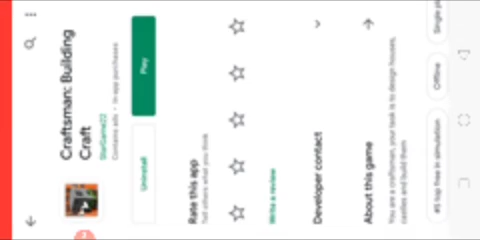 Craftsman: Building
Craft
StarGame22
Contains ads • In-app purchases
Uninstall
Play
Rate this app
Tell others what you think
Write a review
Developer contact
About this game
You are a craftsman, your task is to design houses,
castles and build them
#5 top free in simulation
Offline
Single pl